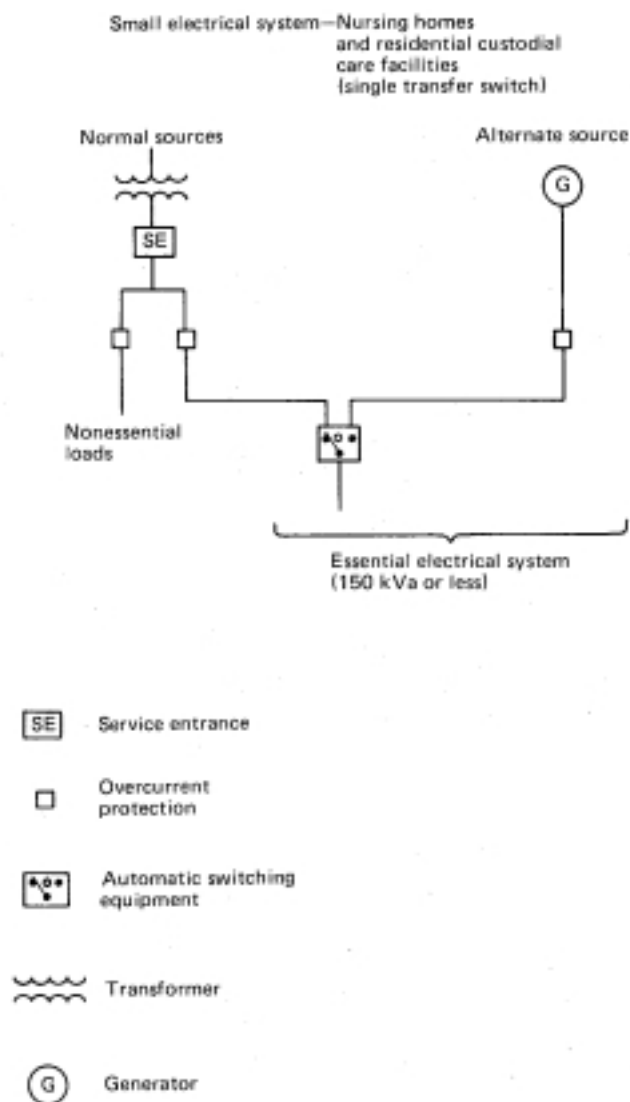 Small electrical system—Nursing homes
and residential custodial
care facilities
(single transfer switch)
Normal sources
Alternate source
G
SE
Nonessential
loads
Essential electrical system
(150 kVa or less)
SE Service entrance
Overcurrent
protection
Automatic switching
equipment
Transformer
G Generator